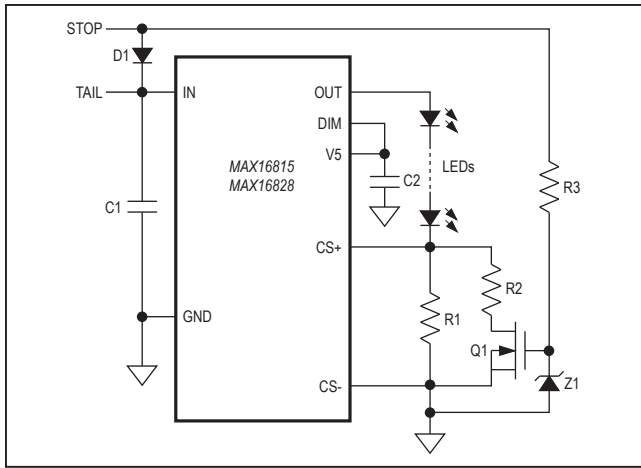 STOP
D1
TAIL
IN
OUT
DIM
V5
MAX16815
MAX16828
LEDs
C2
R3
C1
CS+
R2
GND
R1
Q1
Z1
CS-